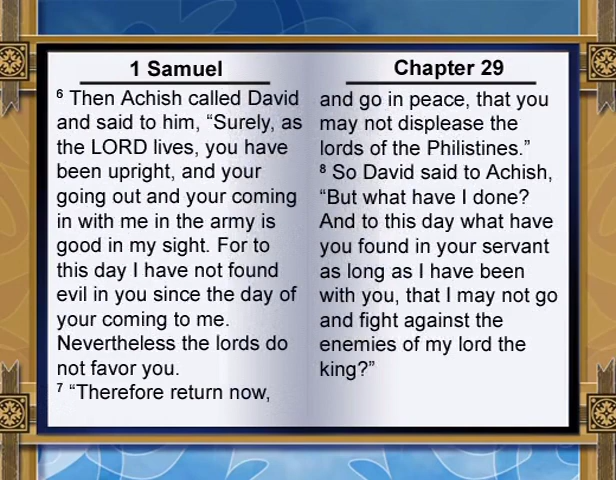 1 Samuel
⁶ Then Achish called David
and said to him, “Surely, as
the LORD lives, you have
been upright, and your
going out and your coming
in with me in the army is
good in my sight. For to
this day I have not found
evil in you since the day of
your coming to me.
Nevertheless the lords do
not favor you.
⁷ “Therefore return now,
Chapter 29
and go in peace, that you
may not displease the
lords of the Philistines.”
⁸ So David said to Achish,
“But what have I done?
And to this day what have
you found in your servant
as long as I have been
with you, that I may not go
and fight against the
enemies of my lord the
king?”